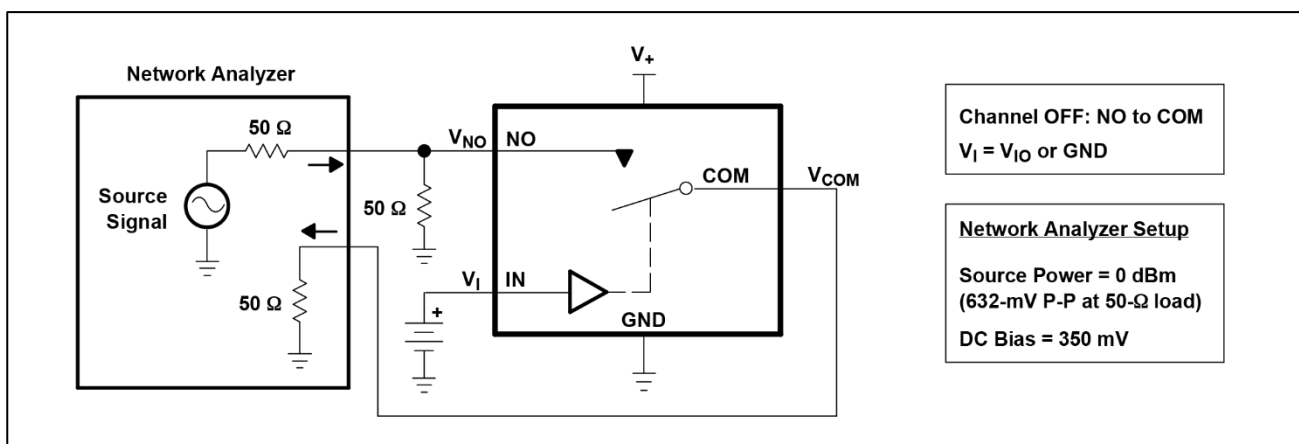 Network Analyzer
V+
50 Ω
VNO
NO
COM
VCOM
Source
Signal
50 Ω
50 Ω
VI
IN
+
GND
Channel OFF: NO to COM
VI = VIO or GND
Network Analyzer Setup
Source Power = 0 dBm
(632-mV P-P at 50-Ω load)
DC Bias = 350 mV